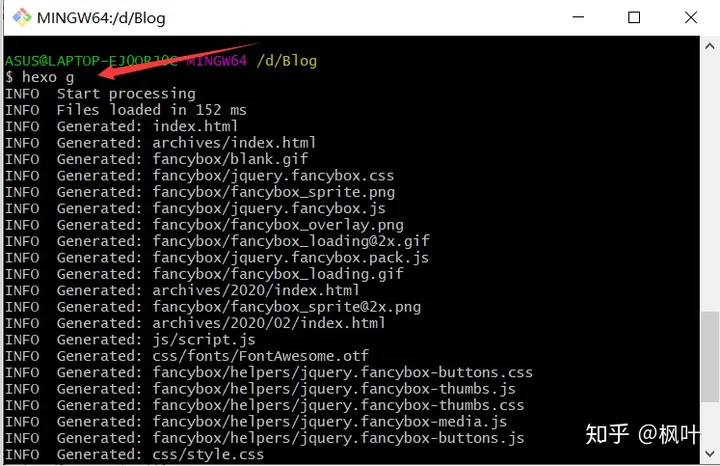 MINGW64:/d/Blog
MINGW64 /d/Blog
$ hexo g
INFO  Start processing
INFO  Files loaded in 152 ms
INFO  Generated: index.html
INFO  Generated: archives/index.html
INFO  Generated: fancybox/blank.gif
INFO  Generated: fancybox/jquery.fancybox.css
INFO  Generated: fancybox/fancybox_sprite.png
INFO  Generated: fancybox/jquery.fancybox.js
INFO  Generated: fancybox/fancybox_overlay.png
INFO  Generated: fancybox/fancybox_loading@2x.gif
INFO  Generated: fancybox/jquery.fancybox.pack.js
INFO  Generated: fancybox/fancybox_loading.gif
INFO  Generated: archives/2020/index.html
INFO  Generated: fancybox/fancybox_sprite@2x.png
INFO  Generated: archives/2020/02/index.html
INFO  Generated: js/script.js
INFO  Generated: css/fonts/FontAwesome.otf
INFO  Generated: fancybox/helpers/jquery.fancybox-buttons.css
INFO  Generated: fancybox/helpers/jquery.fancybox-thumbs.js
INFO  Generated: fancybox/helpers/jquery.fancybox-thumbs.css
INFO  Generated: fancybox/helpers/jquery.fancybox-media.js
INFO  Generated: fancybox/helpers/jquery.fancybox-buttons.js
INFO  Generated: css/style.css
知乎 @枫叶